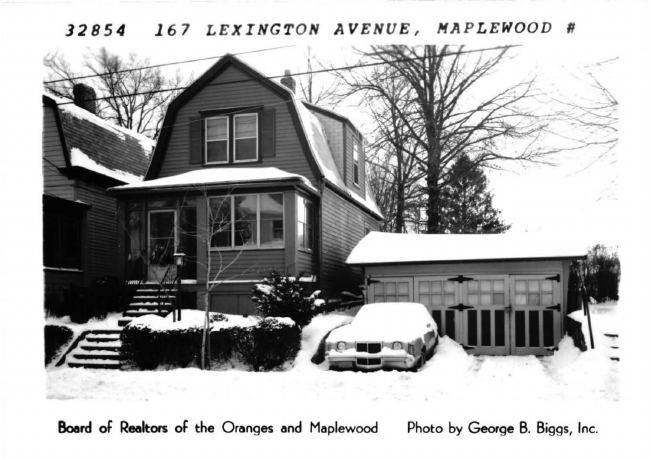 32854 167 LEXINGTON AVENUE, MAPLEWOOD #
Board of Realtors of the Oranges and Maplewood Photo by George B. Biggs, Inc.